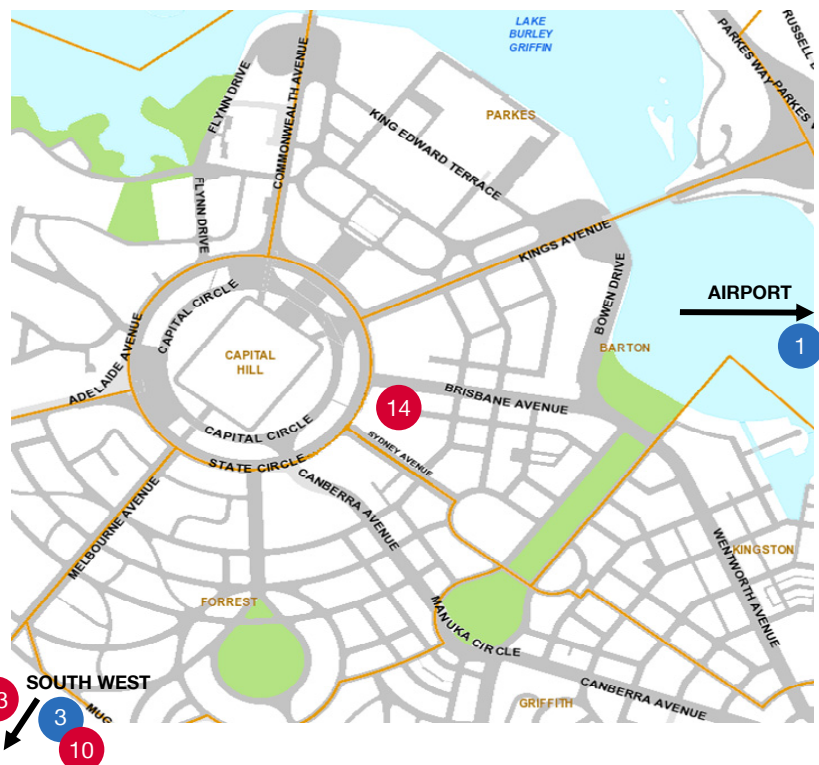 LAKE
BURLEY
GRIFFIN
PARKES WAY
FLYNN DRIVE
COMMONWEALTH AVENUE
PARKES
KING EDWARD TERRACE
FLYNN DRIVE
KINGS AVENUE
BOWEN DRIVE
AIRPORT
1
CAPITAL CIRCLE
ADELAIDE AVENUE
CAPITAL
HILL
BARTON
BRISBANE AVENUE
14
CAPITAL CIRCLE
STATE CIRCLE
SYDNEY AVENUE
CANBERRA AVENUE
MELBOURNE AVENUE
WENTWORTH AVENUE
KINGSTON
FORREST
MANUKA CIRCLE
SOUTH WEST
3
10
CANBERRA AVENUE
GRIFFITH